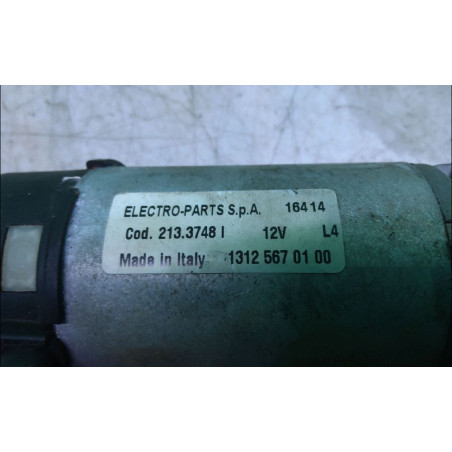 ELECTRO-PARTS S.p.A. 16414
Cod. 213.3748 I 12V L4
Made in Italy 1312 567 01 00